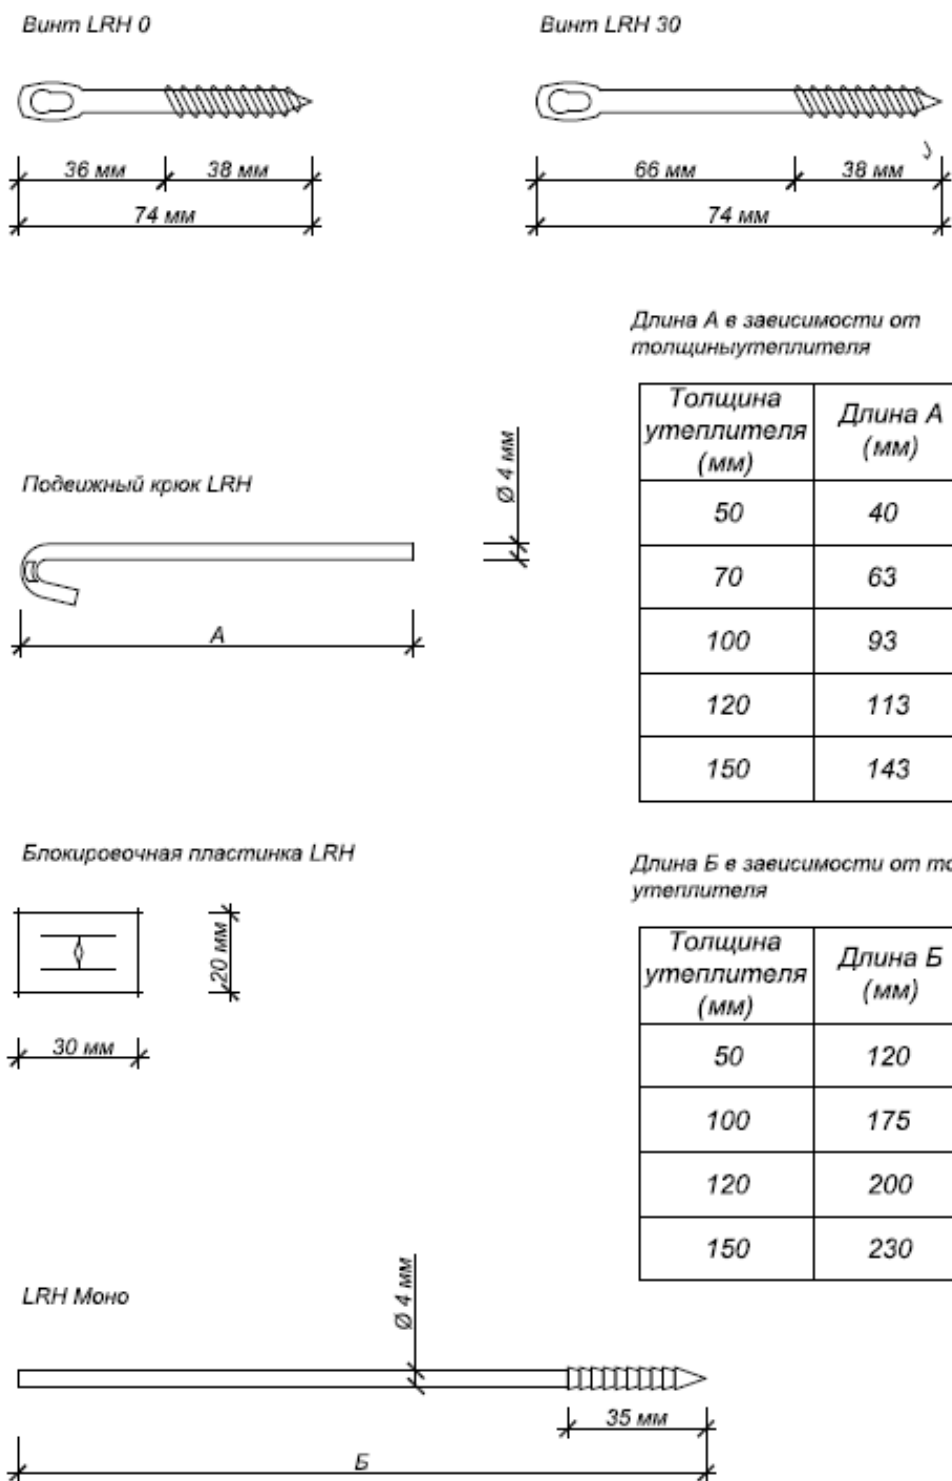 Винт LRH 0
Винт LRH 30
36 мм
38 мм
74 мм
66 мм
38 мм
74 мм
Длина А в зависимости от
толщиныутеплителя
Толщина утеплителя (мм)
Длина А (мм)
50
40
70
63
100
93
120
113
150
143
Подвижный крюк LRH
Ø 4 мм
А
Блокировочная пластинка LRH
20 мм
30 мм
Длина Б в зависимости от
утеплителя
Толщина утеплителя (мм)
Длина Б (мм)
50
120
100
175
120
200
150
230
LRH Моно
Ø 4 мм
35 мм
Б